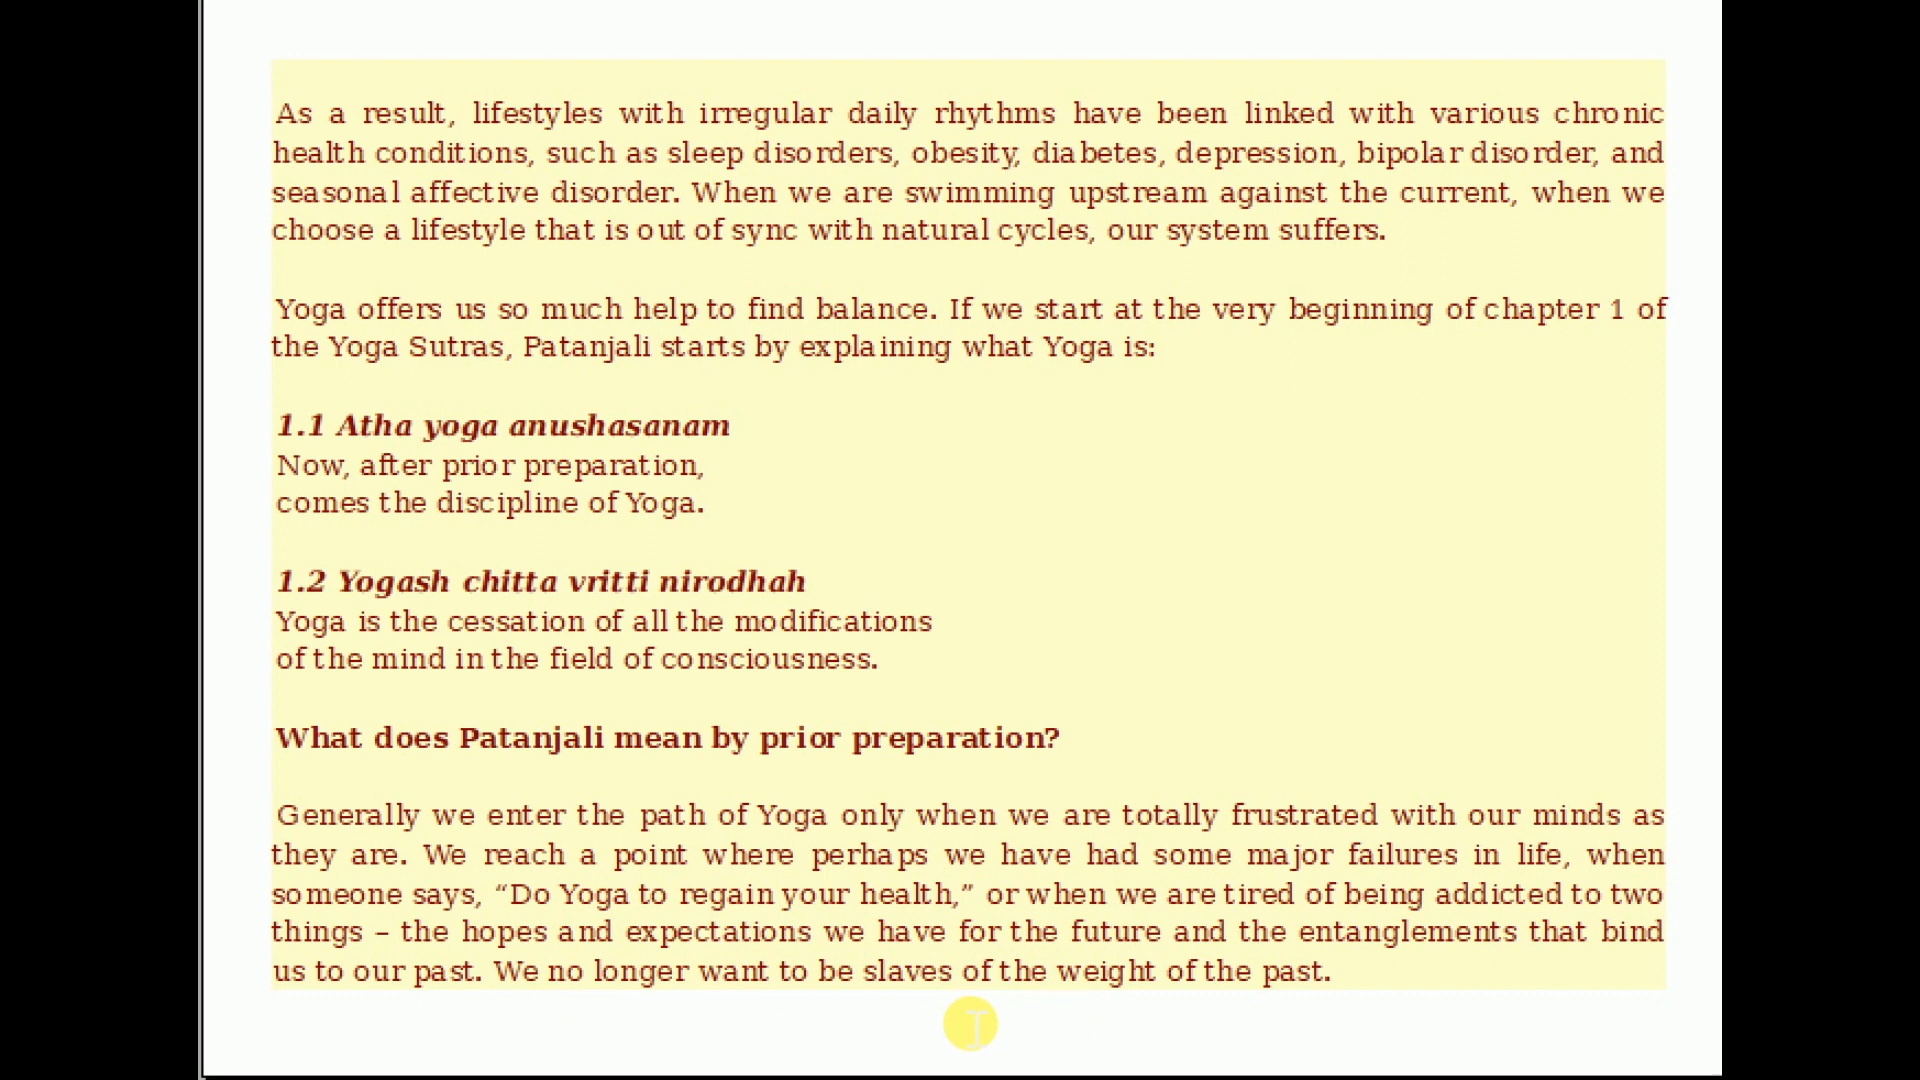 As a result, lifestyles with irregular daily rhythms have been linked with various chronic
health conditions, such as sleep disorders, obesity, diabetes, depression, bipolar disorder, and
seasonal affective disorder. When we are swimming upstream against the current, when we
choose a lifestyle that is out of sync with natural cycles, our system suffers.
Yoga offers us so much help to find balance. If we start at the very beginning of chapter 1 of
the Yoga Sutras, Patanjali starts by explaining what Yoga is:
1.1 Atha yoga anushasanam
Now, after prior preparation,
comes the discipline of Yoga.
1.2 Yogash chitta vritti nirodhah
Yoga is the cessation of all the modifications
of the mind in the field of consciousness.
What does Patanjali mean by prior preparation?
Generally we enter the path of Yoga only when we are totally frustrated with our minds as
they are. We reach a point where perhaps we have had some major failures in life, when
someone says, “Do Yoga to regain your health,” or when we are tired of being addicted to two
things – the hopes and expectations we have for the future and the entanglements that bind
us to our past. We no longer want to be slaves of the weight of the past.